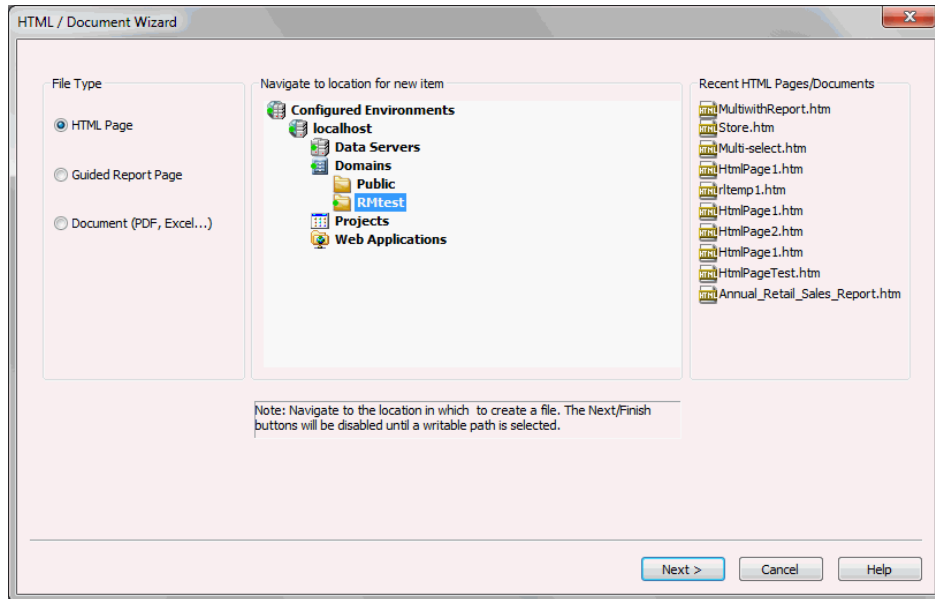 HTML / Document Wizard
File Type
HTML Page
Guided Report Page
Document (PDF, Excel...)
Navigate to location for new item
Configured Environments
localhost
Data Servers
Domains
Public
RMtest
Projects
Web Applications
Recent HTML Pages/Documents
MultiwithReport.htm
Store.htm
Multi-select.htm
HtmlPage1.htm
rltemp1.htm
HtmlPage1.htm
HtmlPage2.htm
HtmlPage1.htm
HtmlPageTest.htm
Annual_Retail_Sales_Report.htm
Note: Navigate to the location in which to create a file. The Next/Finish
buttons will be disabled until a writable path is selected.
Next >
Cancel
Help